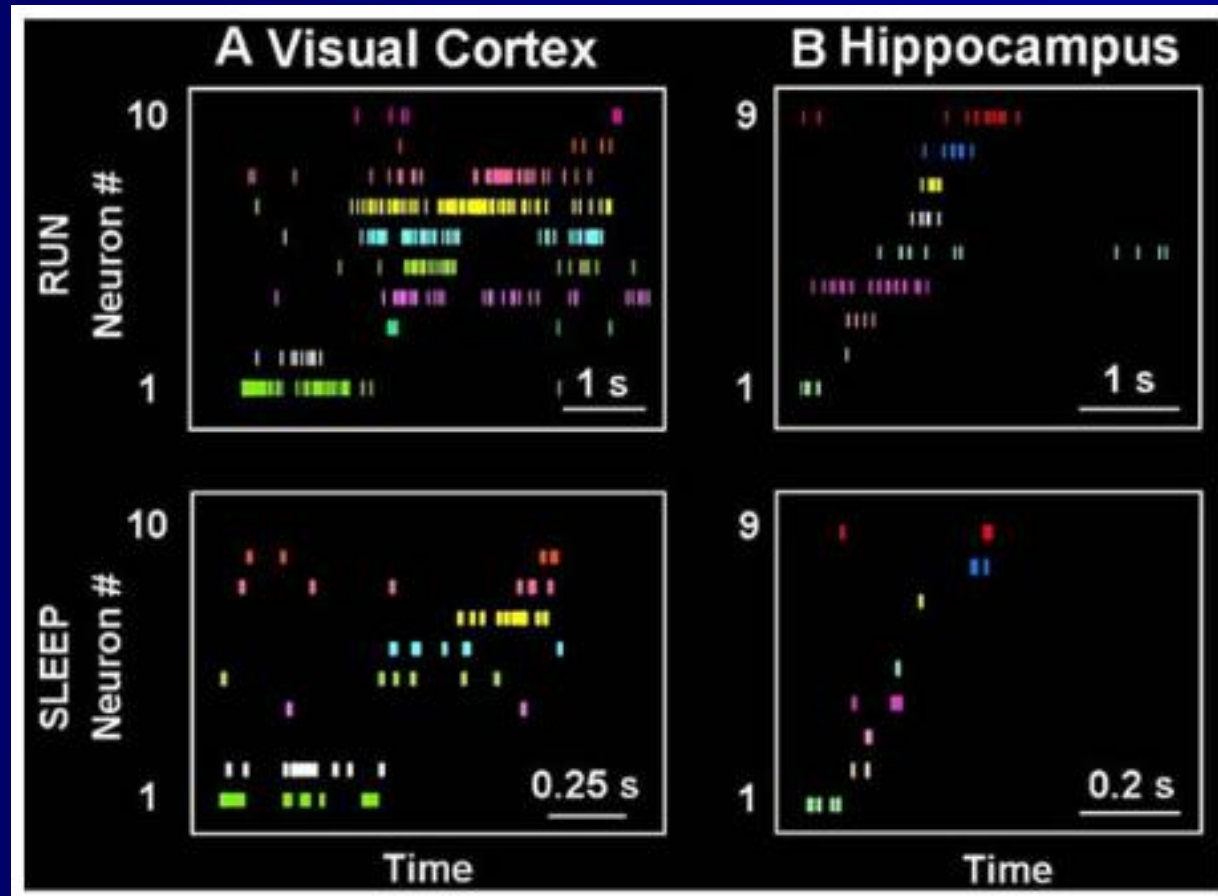 A Visual Cortex
B Hippocampus
RUN
Neuron #
10
1
1 s
9
1
1 s
SLEEP
Neuron #
10
1
0.25 s
Time
9
1
0.2 s
Time